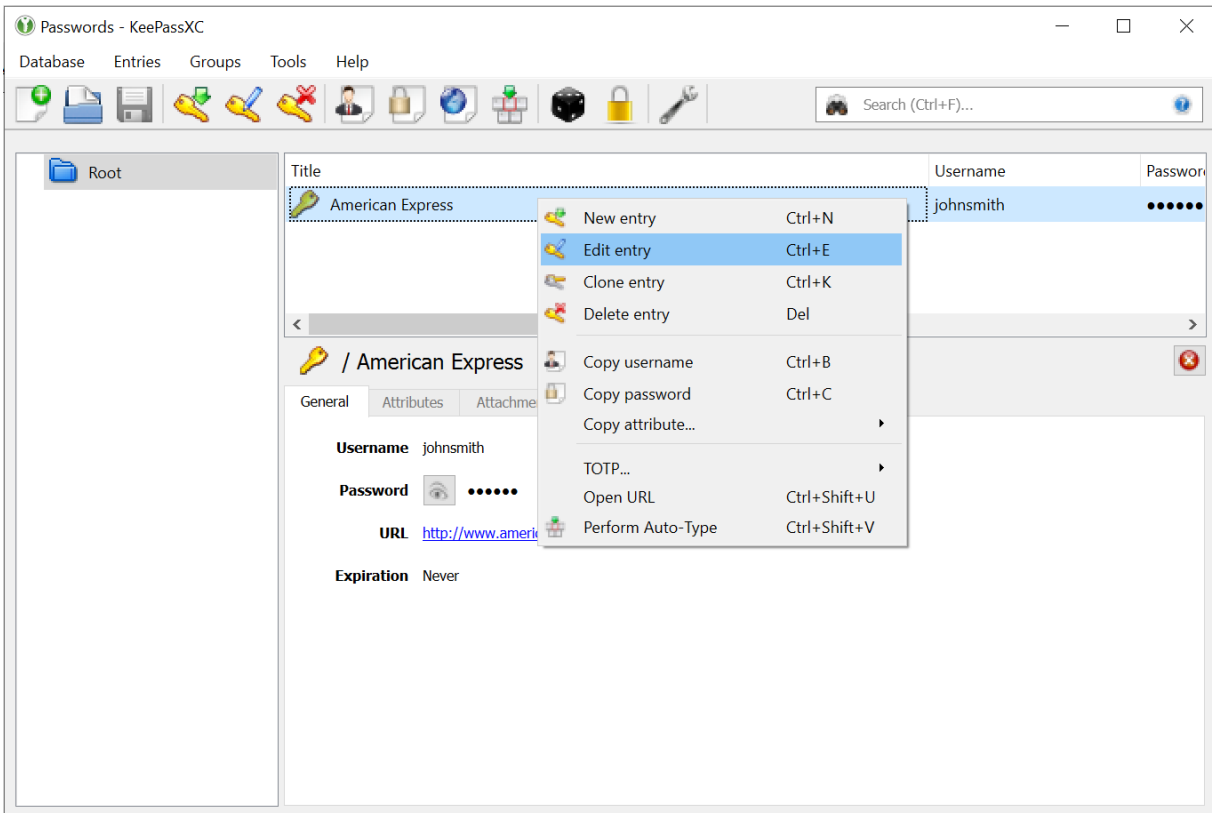 Passwords - KeePassXC
Database Entries Groups Tools Help
Search (Ctrl+F)...
Root
Title Username
American Express johnsmith ●●●●●●
New entry Ctrl+N
Edit entry Ctrl+E
Clone entry Ctrl+K
Delete entry Del
/ American Express
Copy username Ctrl+B
Copy password Ctrl+C
Copy attribute...
General Attributes
Username johnsmith
TOTP...
Password ●●●●●●
Open URL Ctrl+Shift+U
URL http://www.americ
Perform Auto-Type Ctrl+Shift+V
Expiration Never